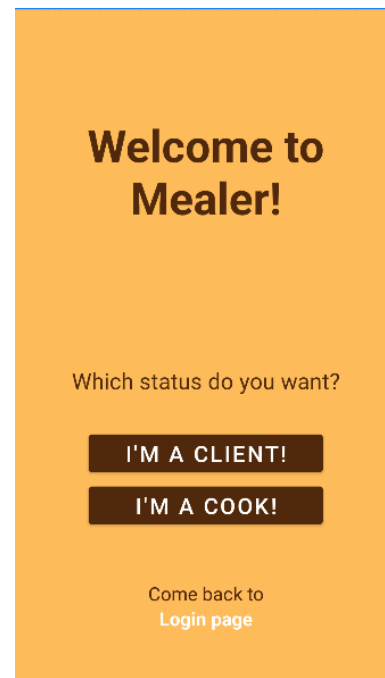 Welcome to
Mealer!
Which status do you want?
I'M A CLIENT!
I'M A COOK!
Come back to
Login page